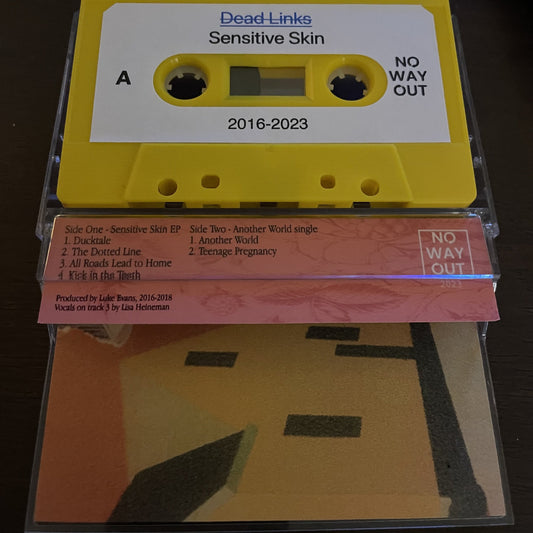 Dead Links
Sensitive Skin
A
NO
WAY
OUT
2016-2023
Side One - Sensitive Skin EP
1. Ducktale
2. The Dotted Line
3. All Roads Lead to Home
4. Kick in the Teeth
Side Two - Another World single
1. Another World
2. Teenage Pregnancy
NO
WAY
OUT
2023
Produced by Luke Evans, 2016-2018
Vocals on track 3 by Lisa Heineman